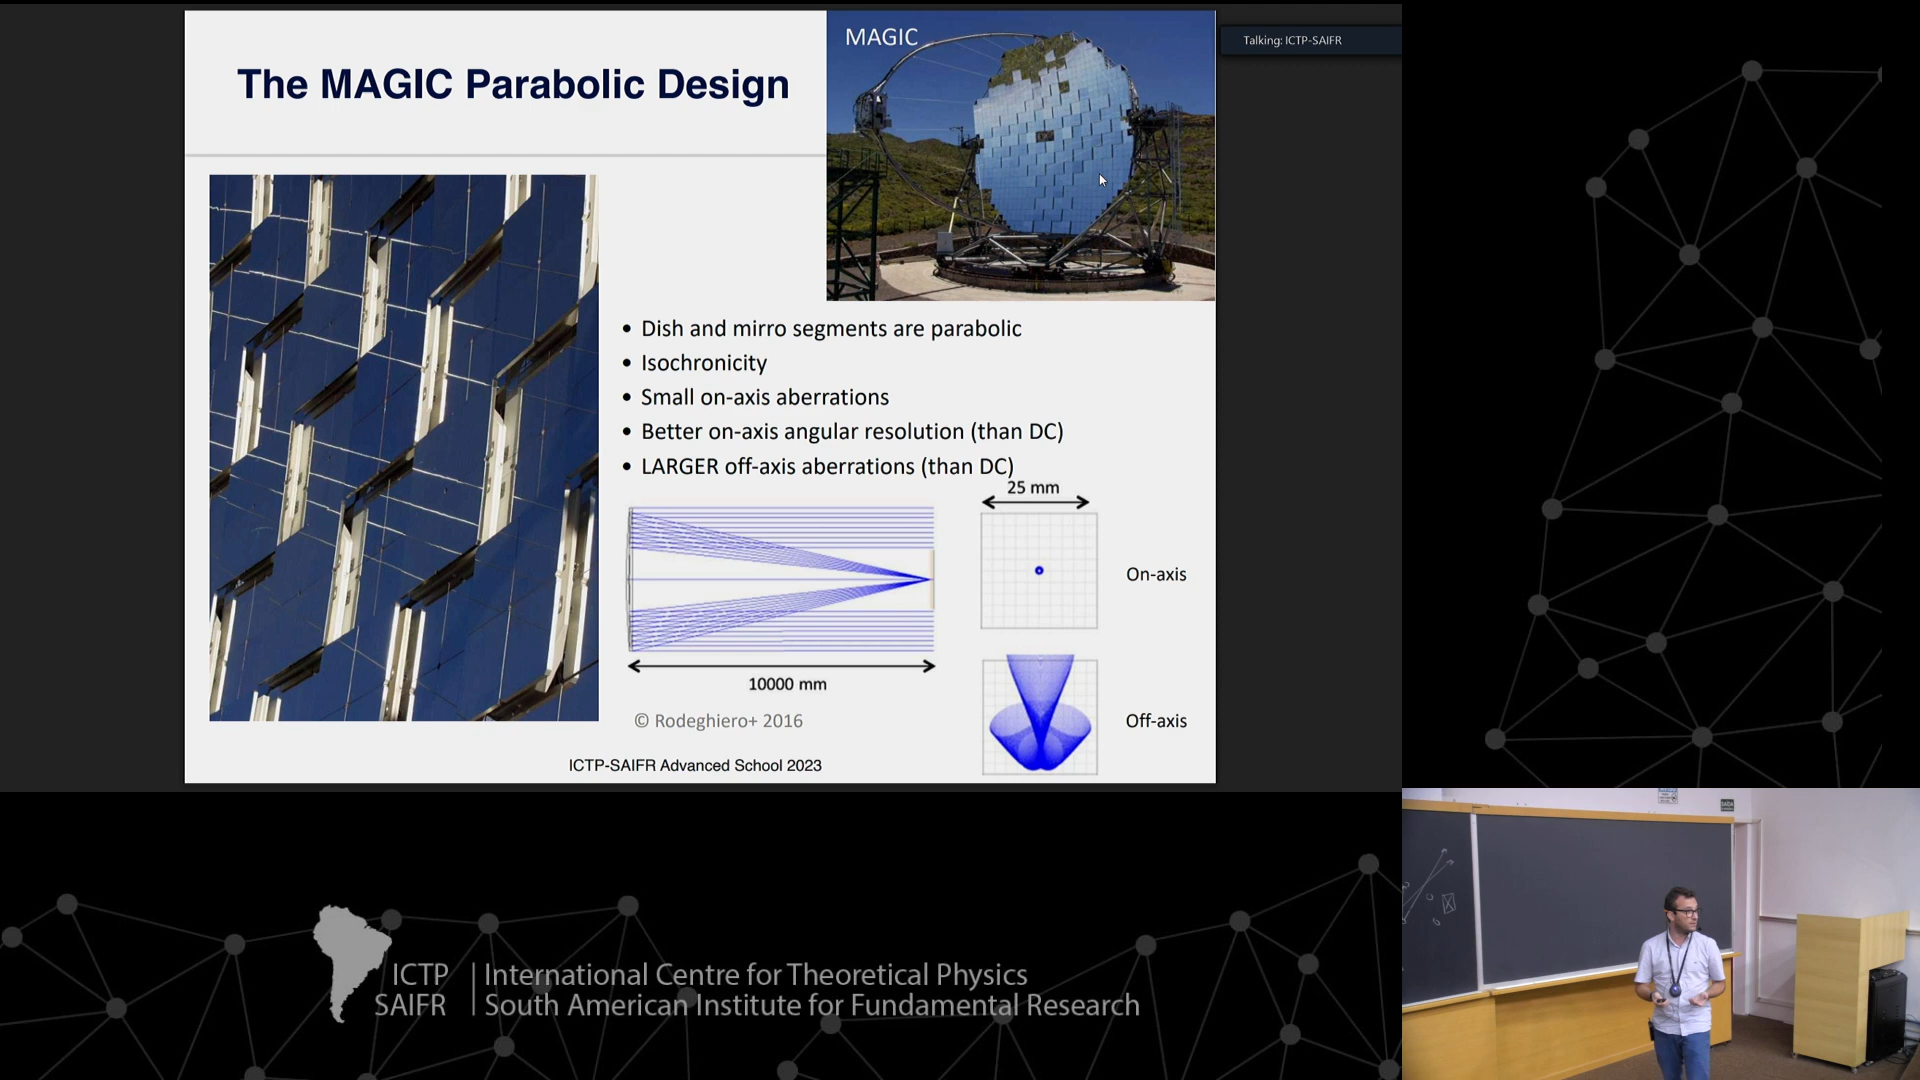 MAGIC
Talking: ICTP-SAIFR
The MAGIC Parabolic Design
• Dish and mirro segments are parabolic
• Isochronicity
• Small on-axis aberrations
• Better on-axis angular resolution (than DC)
• LARGER off-axis aberrations (than DC)
25 mm
On-axis
10000 mm
© Rodeghiero+ 2016
Off-axis
ICTP-SAIFR Advanced School 2023
ICTP | International Centre for Theoretical Physics
SAIFR | South American Institute for Fundamental Research